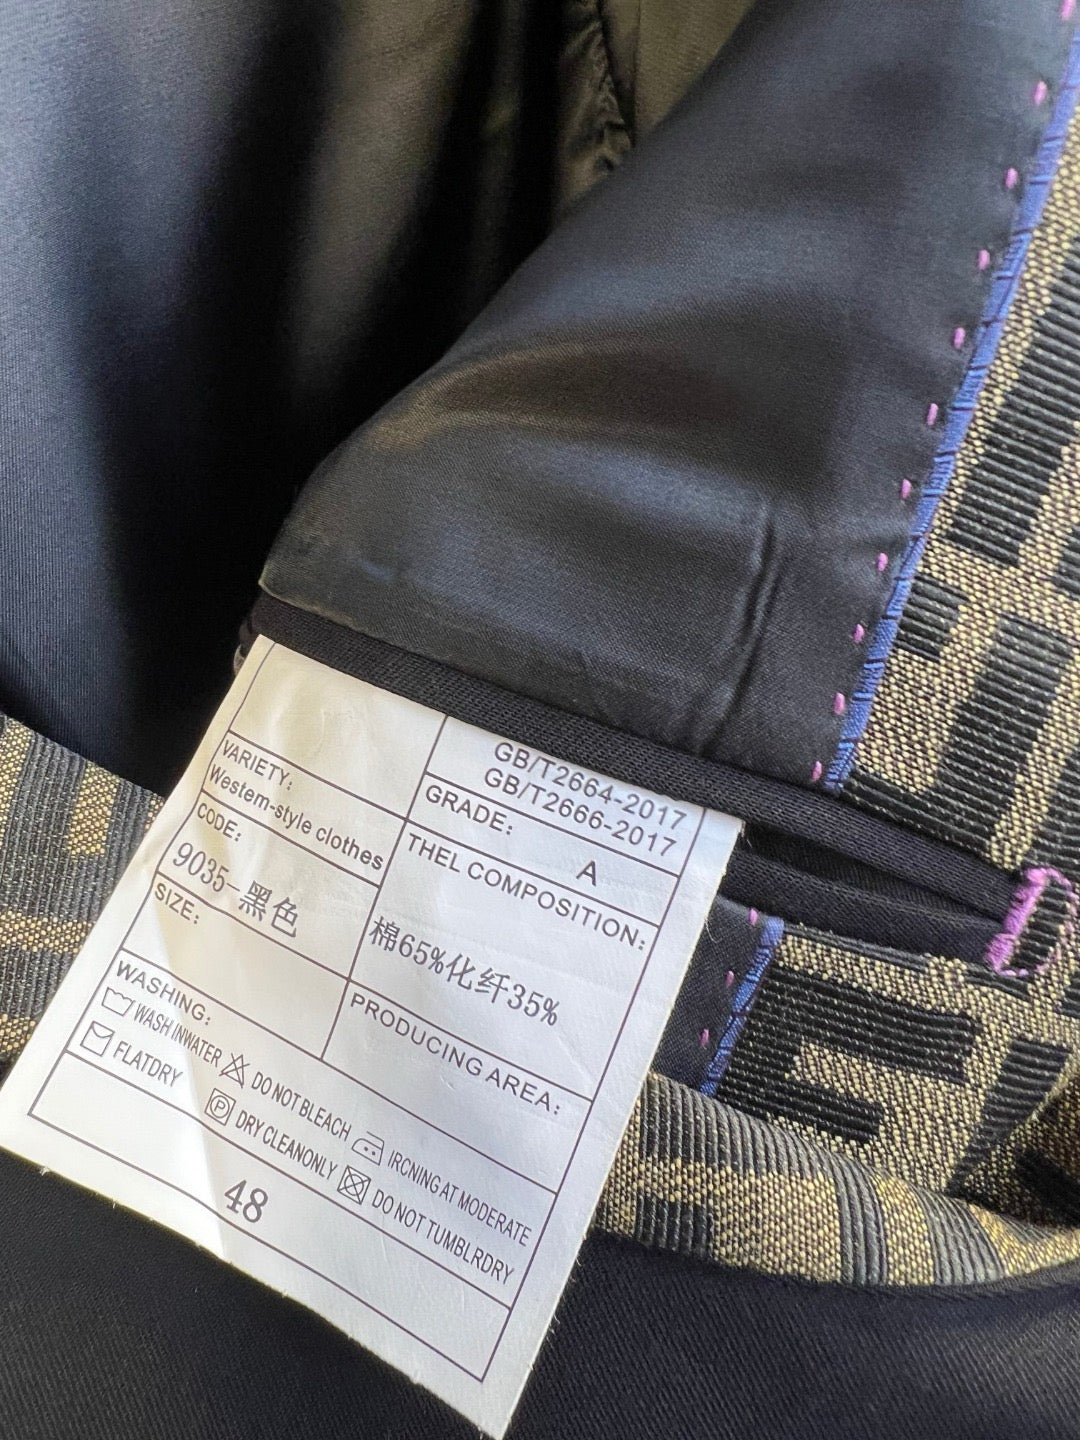 GB/T2664-2017
GB/T2666-2017
VARIETY:
Westem-style clothes
GRADE:
A
CODE:
9035-黑色
THEL COMPOSITION:
棉65%化纤35%
SIZE:
PRODUCING AREA:
WASHING:
WASH INWATER DO NOT BLEACH IRCNING AT MODERATE
FLATDRY DRY CLEANONLY DO NOT TUMBLRDRY
48